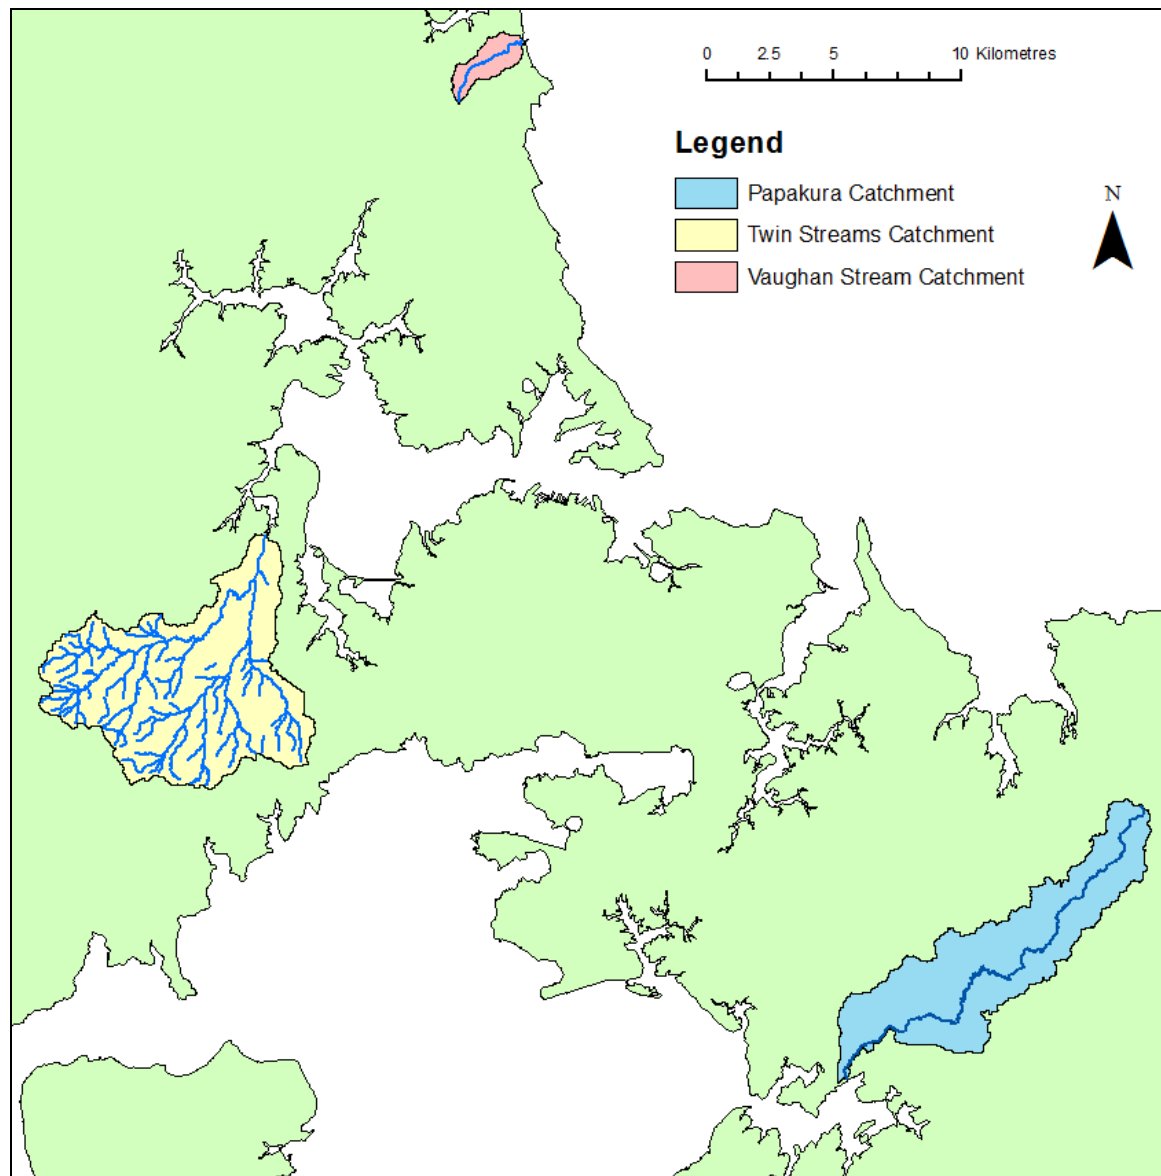 0 2.5 5 10 Kilometres
Legend
Papakura Catchment
N
Twin Streams Catchment
Vaughan Stream Catchment